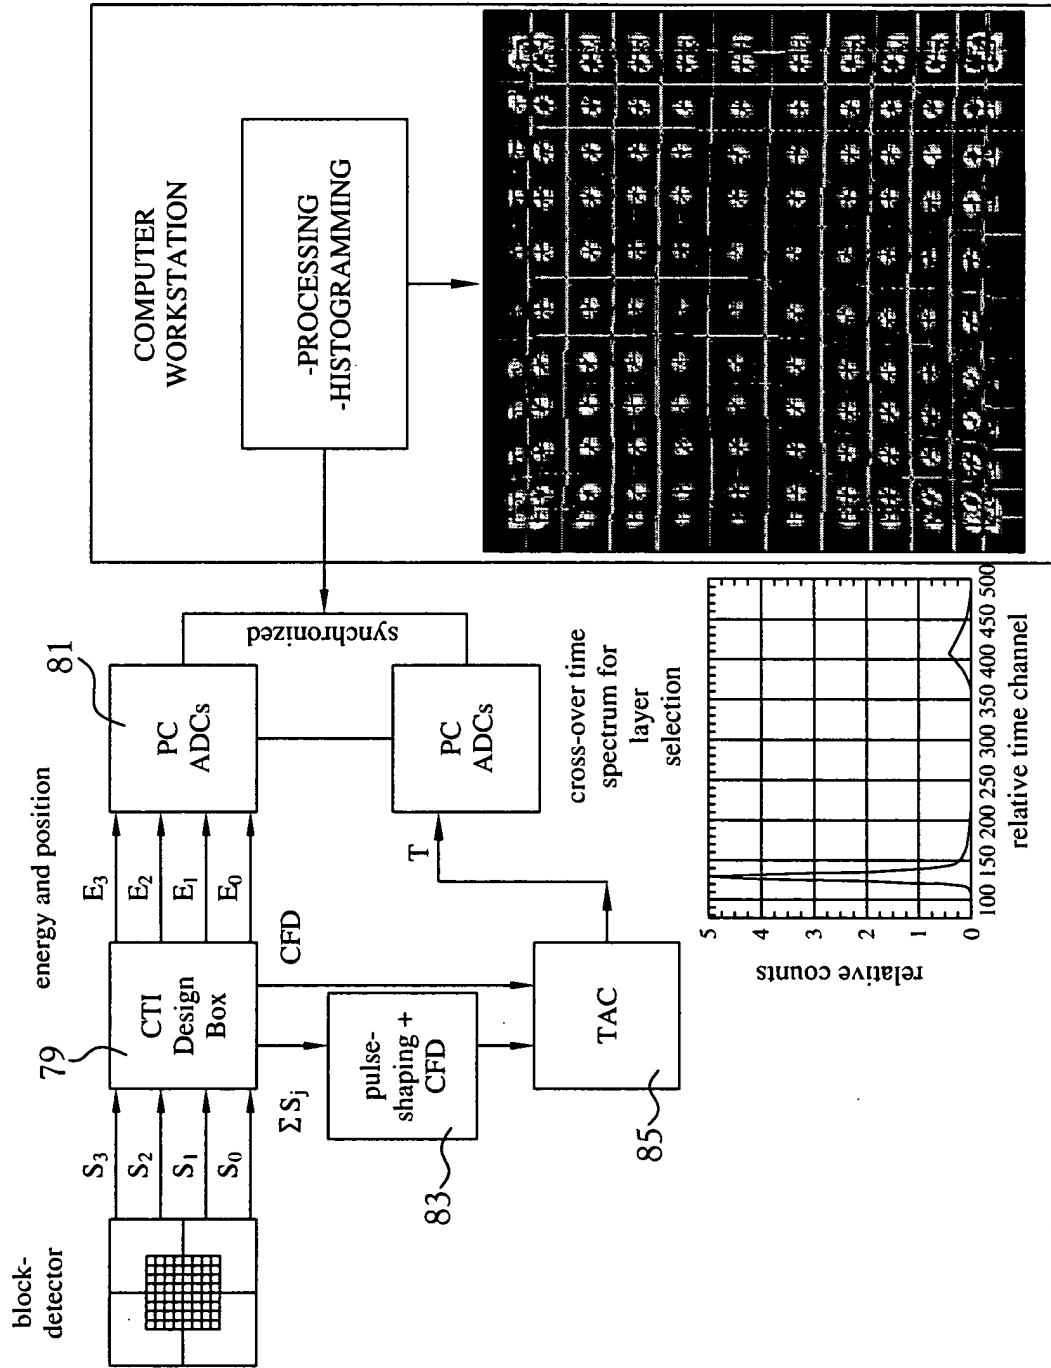 block-
detector
S3
S2
S1
S0
79
CTI
Design
Box
energy and position
E3
E2
E1
E0
81
PC
ADCs
synchronized
PC
ADCs
Σ Sj
CFD
pulse-
shaping +
CFD
83
TAC
85
T
cross-over time
spectrum for
layer
selection
COMPUTER
WORKSTATION
-PROCESSING
-HISTOGRAMMING
relative counts
5
4
3
2
1
0
100 150 200 250 300 350 400 450 500
relative time channel